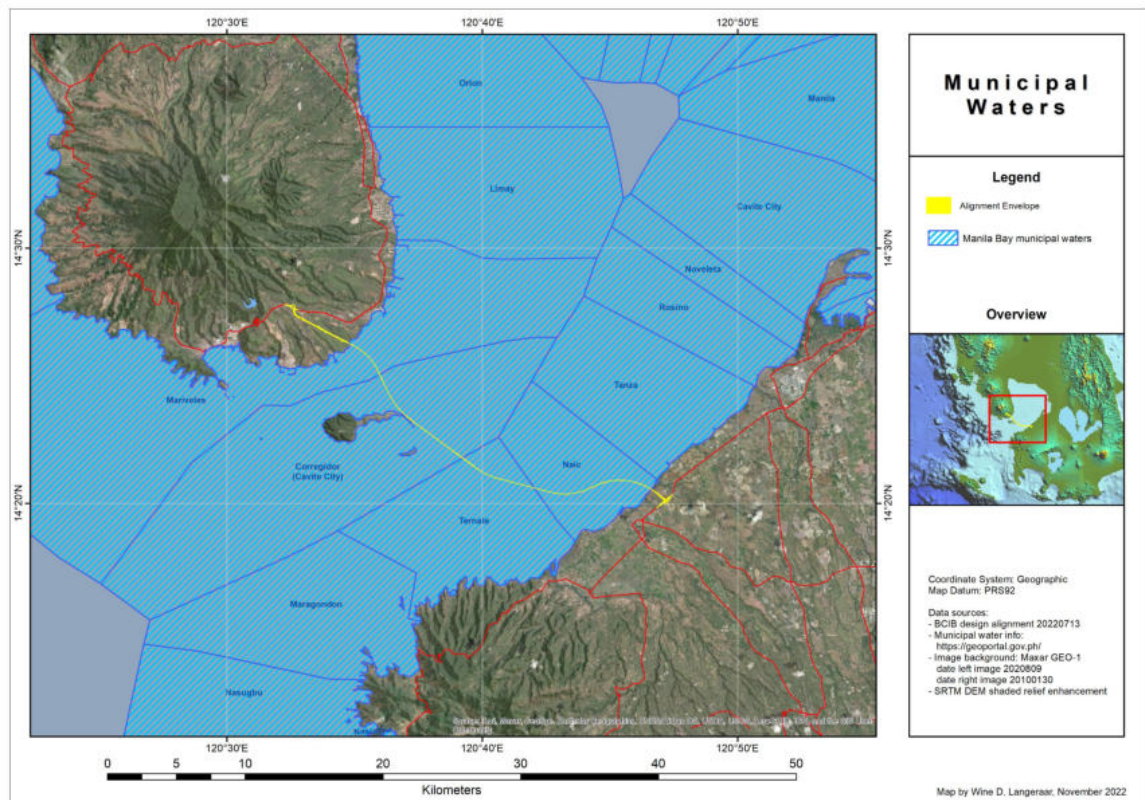 120°30'E
120°40'E
120°50'E
14°30'N
14°20'N
14°30'N
14°20'N
Orion
Manila
Limay
Cavite City
Noveleta
Rosino
Tanza
Mariveles
Corregidor
(Cavite City)
Naic
Ternate
Maragondon
Nasugbu
120°30'E
120°40'E
120°50'E
0
5
10
20
30
40
50
Kilometers
Municipal
Waters
Legend
Alignment Envelope
Manila Bay municipal waters
Overview
Coordinate System: Geographic
Map Datum: PRS92
Data sources:
- BCIB design alignment 20220713
- Municipal water info:
https://geoportal.gov.ph/
- Image background: Maxar GEO-1
date left image 2020809
date right image 20100130
- SRTM DEM shaded relief enhancement
Map by Wine D. Langeraar, November 2022